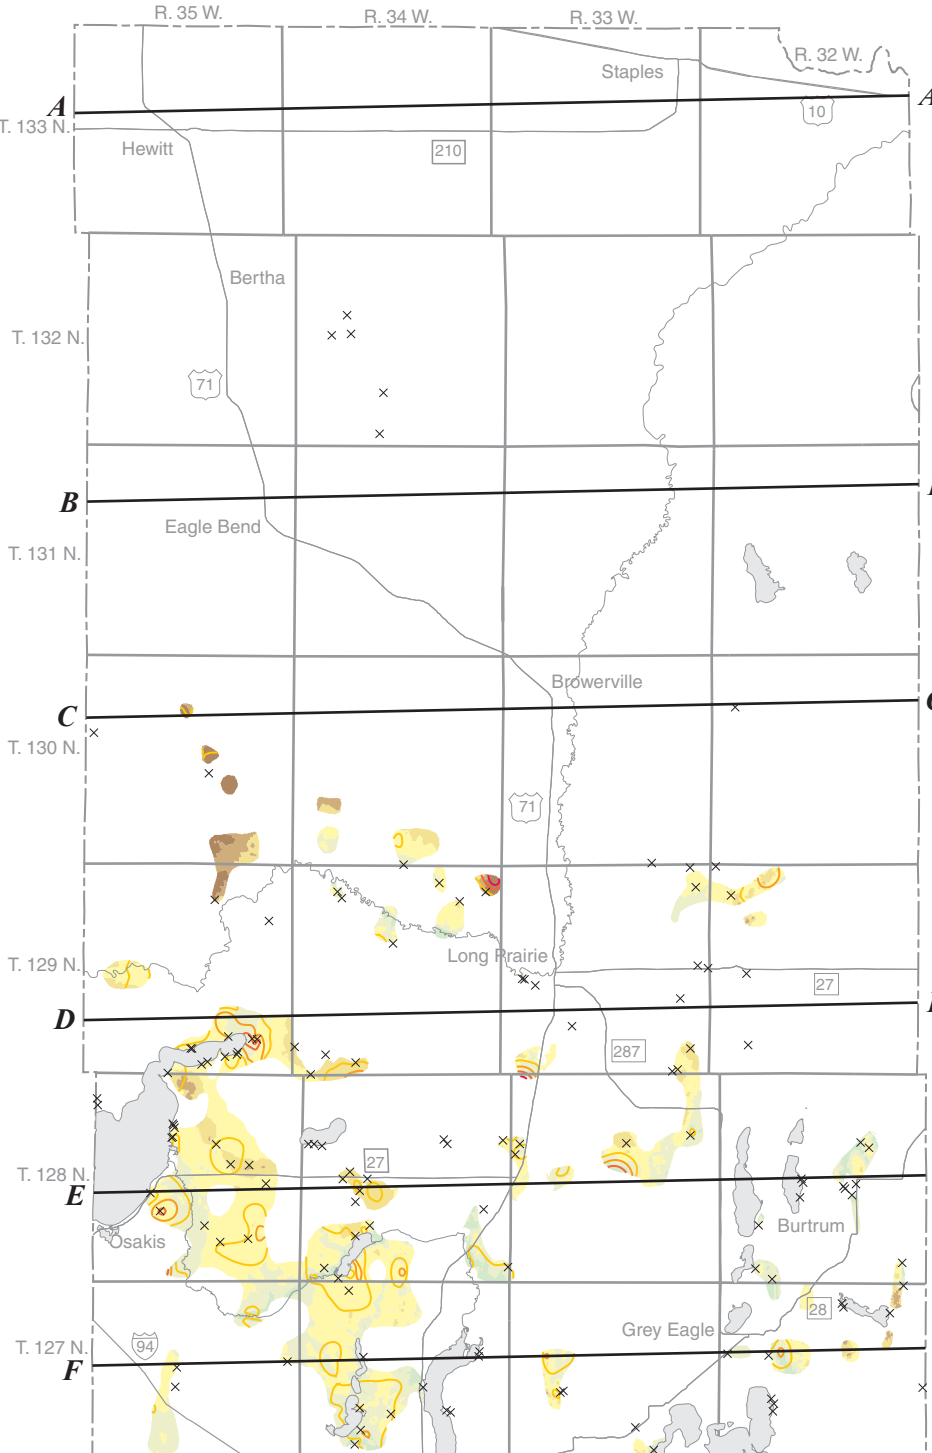 R. 35 W.
R. 34 W.
R. 33 W.
R. 32 W.
Staples
A
A
10
T. 133 N.
Hewitt
210
Bertha
T. 132 N.
71
B
Eagle Bend
T. 131 N.
Browerville
C
T. 130 N.
71
Long Prairie
T. 129 N.
27
D
287
27
T. 128 N.
E
Burtrum
Osakis
28
Grey Eagle
94
T. 127 N.
F